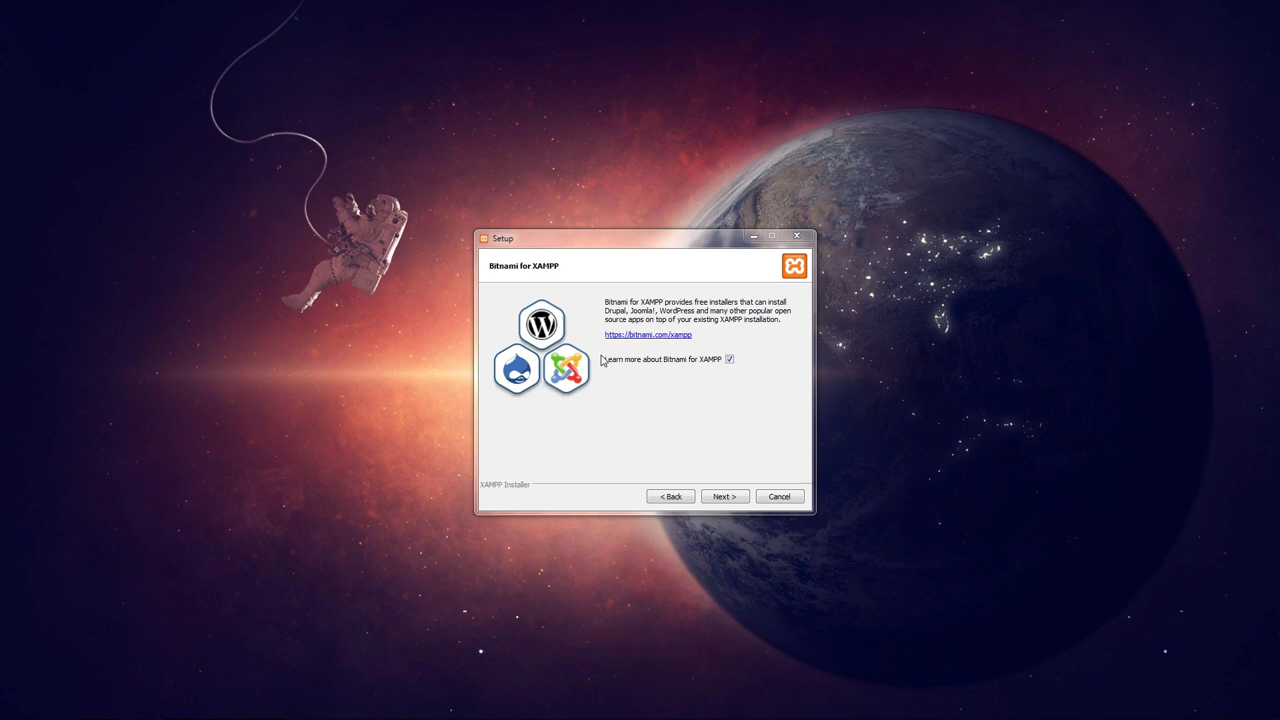 Setup
Bitnami for XAMPP
Bitnami for XAMPP provides free installers that can install
Drupal, Joomla!, WordPress and many other popular open
source apps on top of your existing XAMPP installation.
https://bitnami.com/xampp
Learn more about Bitnami for XAMPP
XAMPP Installer
< Back
Next >
Cancel